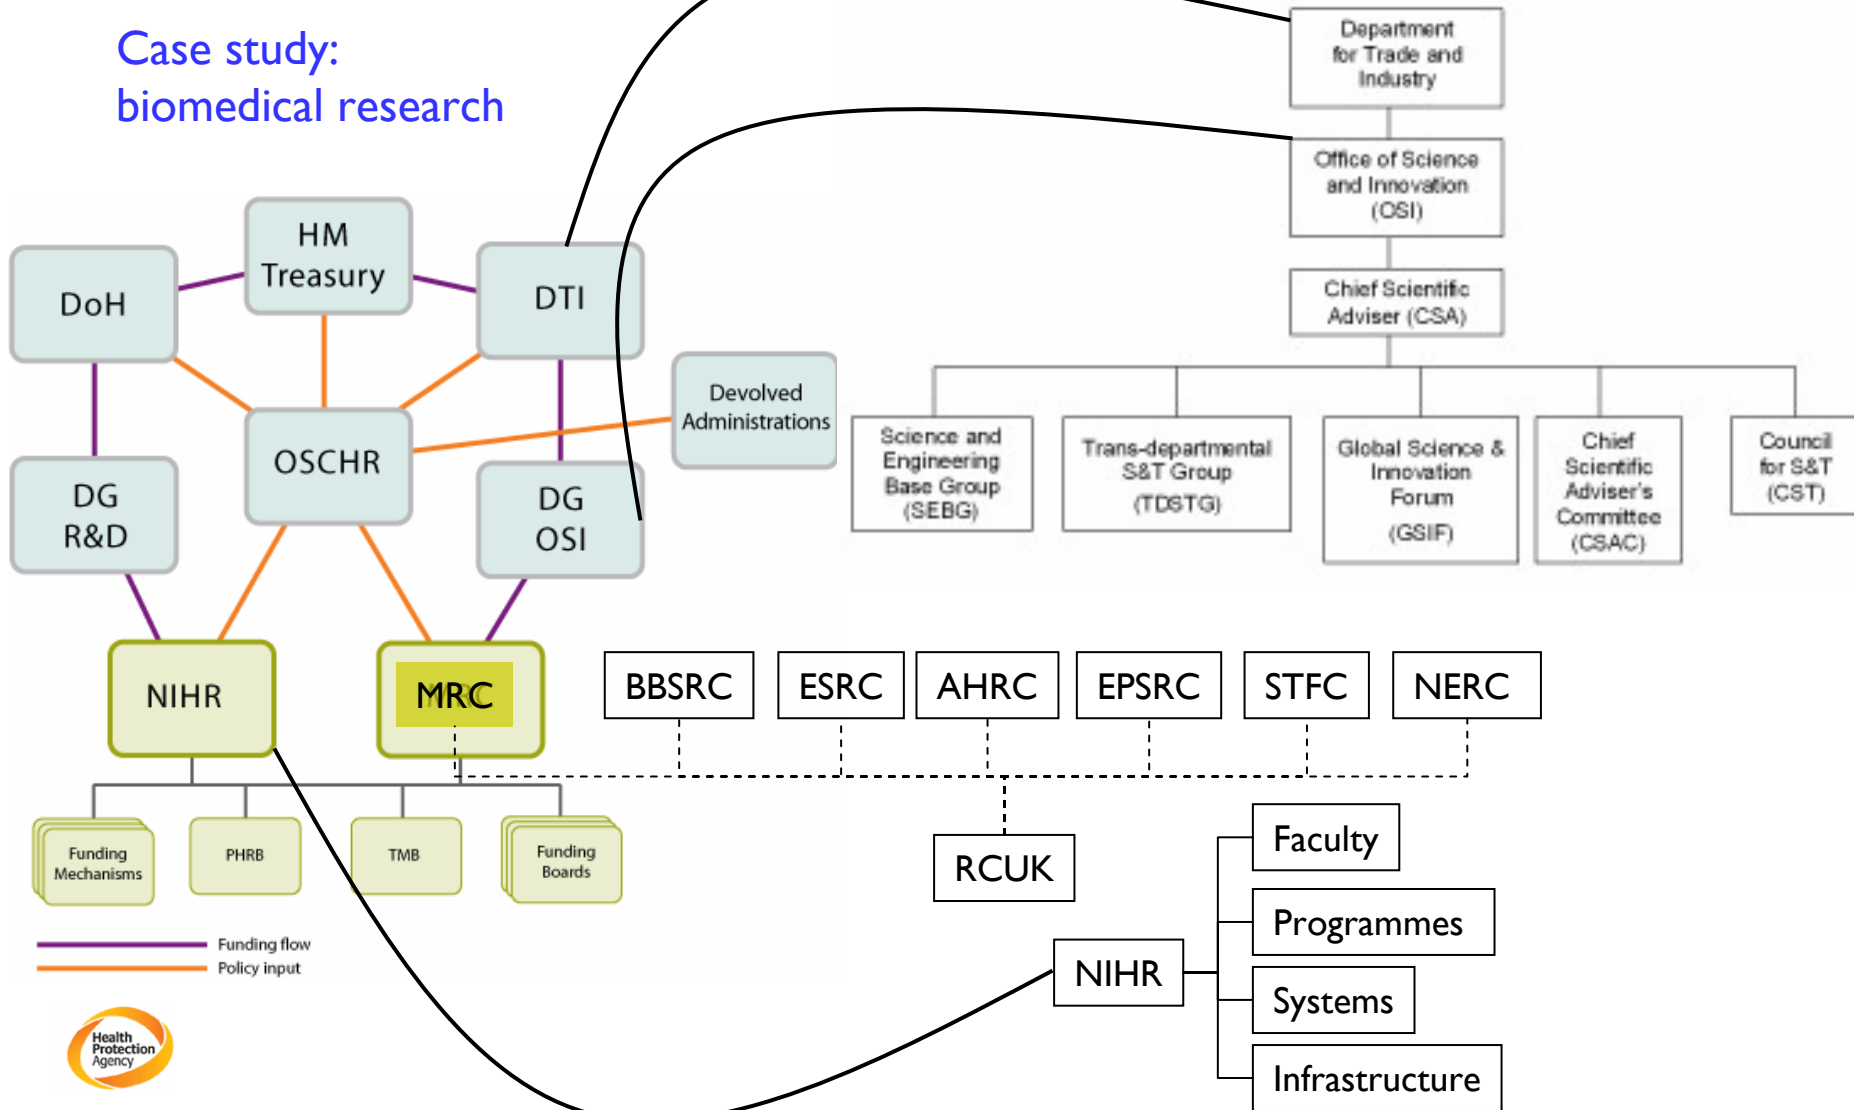 Case study:
biomedical research
Department
for Trade and
Industry
Office of Science
and Innovation
(OSI)
Chief Scientific
Adviser (CSA)
Science and
Engineering
Base Group
(SEBG)
Trans-departmental
S&T Group
(TDSTG)
Global Science &
Innovation
Forum
(GSIF)
Chief
Scientific
Adviser's
Committee
(CSAC)
Council
for S&T
(CST)
HM
Treasury
DoH
DTI
Devolved
Administrations
OSCHR
DG
R&D
DG
OSI
NIHR
MRC
BBSRC
ESRC
AHRC
EPSRC
STFC
NERC
Funding
Mechanisms
PHRB
TMB
Funding
Boards
RCUK
Funding flow
Policy input
NIHR
Faculty
Programmes
Systems
Infrastructure
Health
Protection
Agency